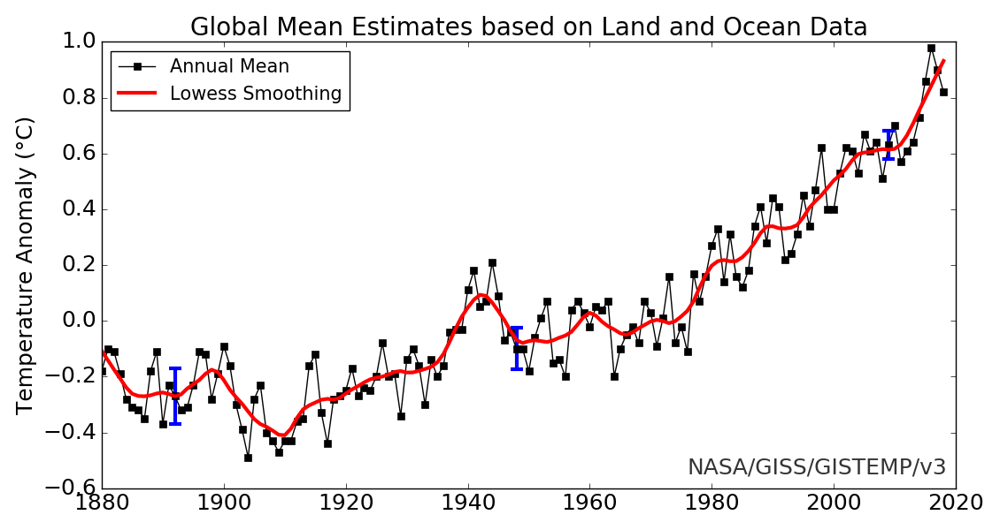 Global Mean Estimates based on Land and Ocean Data
Annual Mean
Lowess Smoothing
Temperature Anomaly (°C)
1.0
0.8
0.6
0.4
0.2
0.0
−0.2
−0.4
−0.6
NASA/GISS/GISTEMP/v3
1880 1900 1920 1940 1960 1980 2000 2020